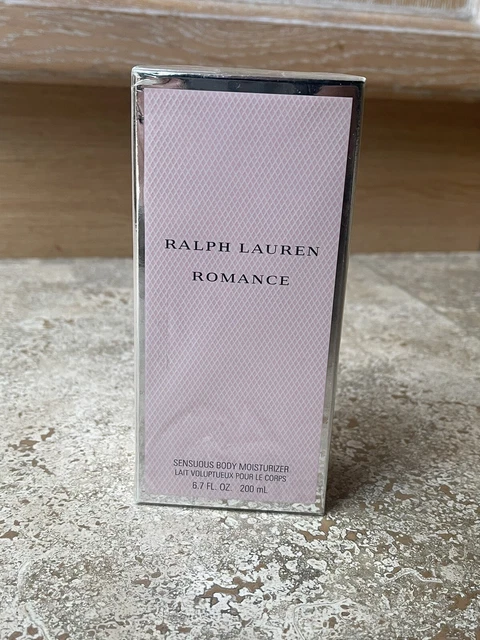 RALPH LAUREN
ROMANCE
SENSUOUS BODY MOISTURIZER
LAIT VOLUPTUEUX POUR LE CORPS
6.7 FL. OZ. 200 mL